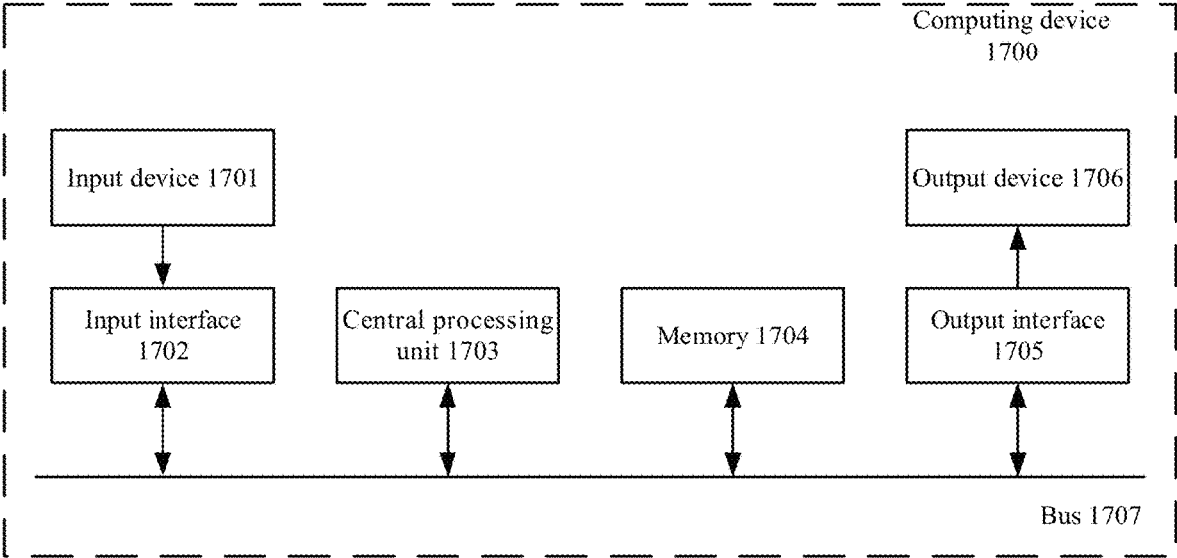 Computing device
1700
Input device 1701
Output device 1706
Input interface
1702
Central processing
unit 1703
Memory 1704
Output interface
1705
Bus 1707